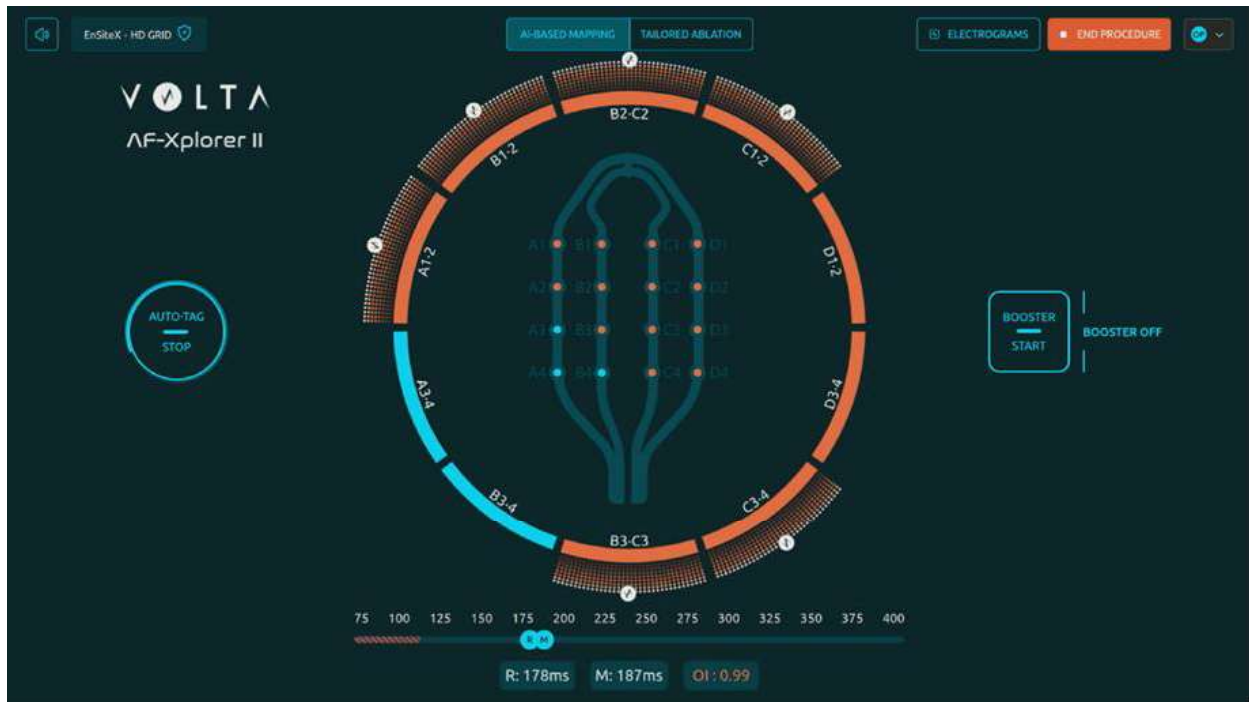 EnSiteX - HD GRID
AI-BASED MAPPING
TAILORED ABLATION
ELECTROGRAMS
END PROCEDURE
OP
VOLTA
AF-Xplorer II
B2-C2
B1-2
C1-2
A1-2
D1-2
A1 B1 C1 D1
A2 B2 C2 D2
A3 B3 C3 D3
A4 B4 C4 D4
AUTO-TAG
STOP
BOOSTER
START
BOOSTER OFF
A3-4
D3-4
B3-4
C3-4
B3-C3
75 100 125 150 175 200 225 250 275 300 325 350 375 400
R M
R: 178ms
M: 187ms
OI : 0.99